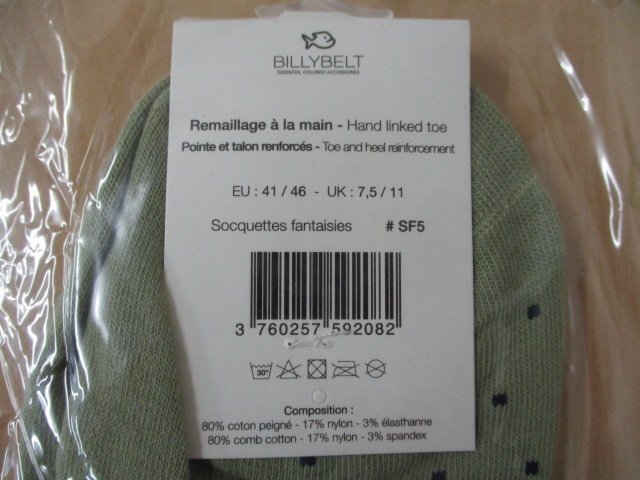 BILLYBELT
ESSENTIAL COLORED ACCESSORIES
Remaillage à la main - Hand linked toe
Pointe et talon renforcés - Toe and heel reinforcement
EU : 41 / 46 - UK : 7,5 / 11
Socquettes fantaisies # SF5
3 760257 592082
30°
Composition :
80% coton peigné - 17% nylon - 3% élasthanne
80% comb cotton - 17% nylon - 3% spandex